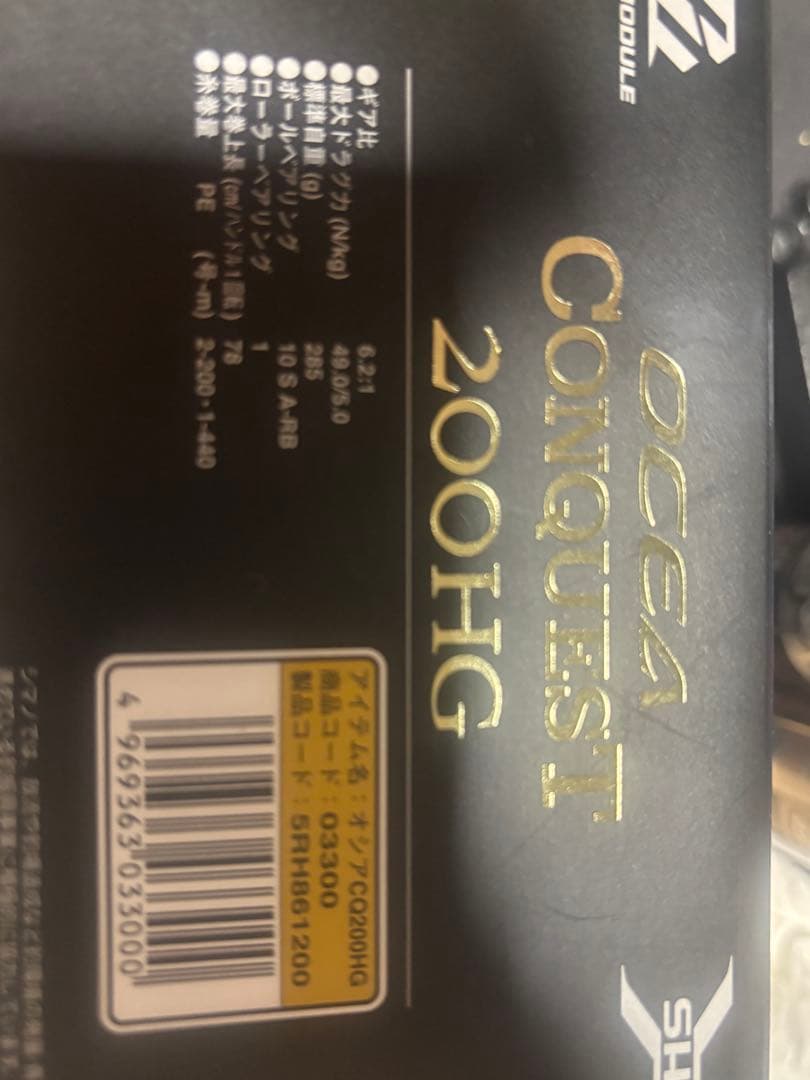 MODULE
SH
OCEA
CONQUEST
200HG
●ギア比 6.2:1
●最大ドラグ力(N/kg) 49.0/5.0
●標準自重(g) 285
●ボールベアリング 10 S A-RB
●ローラーベアリング 1
●最大巻上長(cm/ハンドル1回転) 78
●糸巻量 PE (号-m) 2-200・1-440
アイテム名:オシアCQ200HG
商品コード:03300
製品コード:5RH861200
4 969363 033000